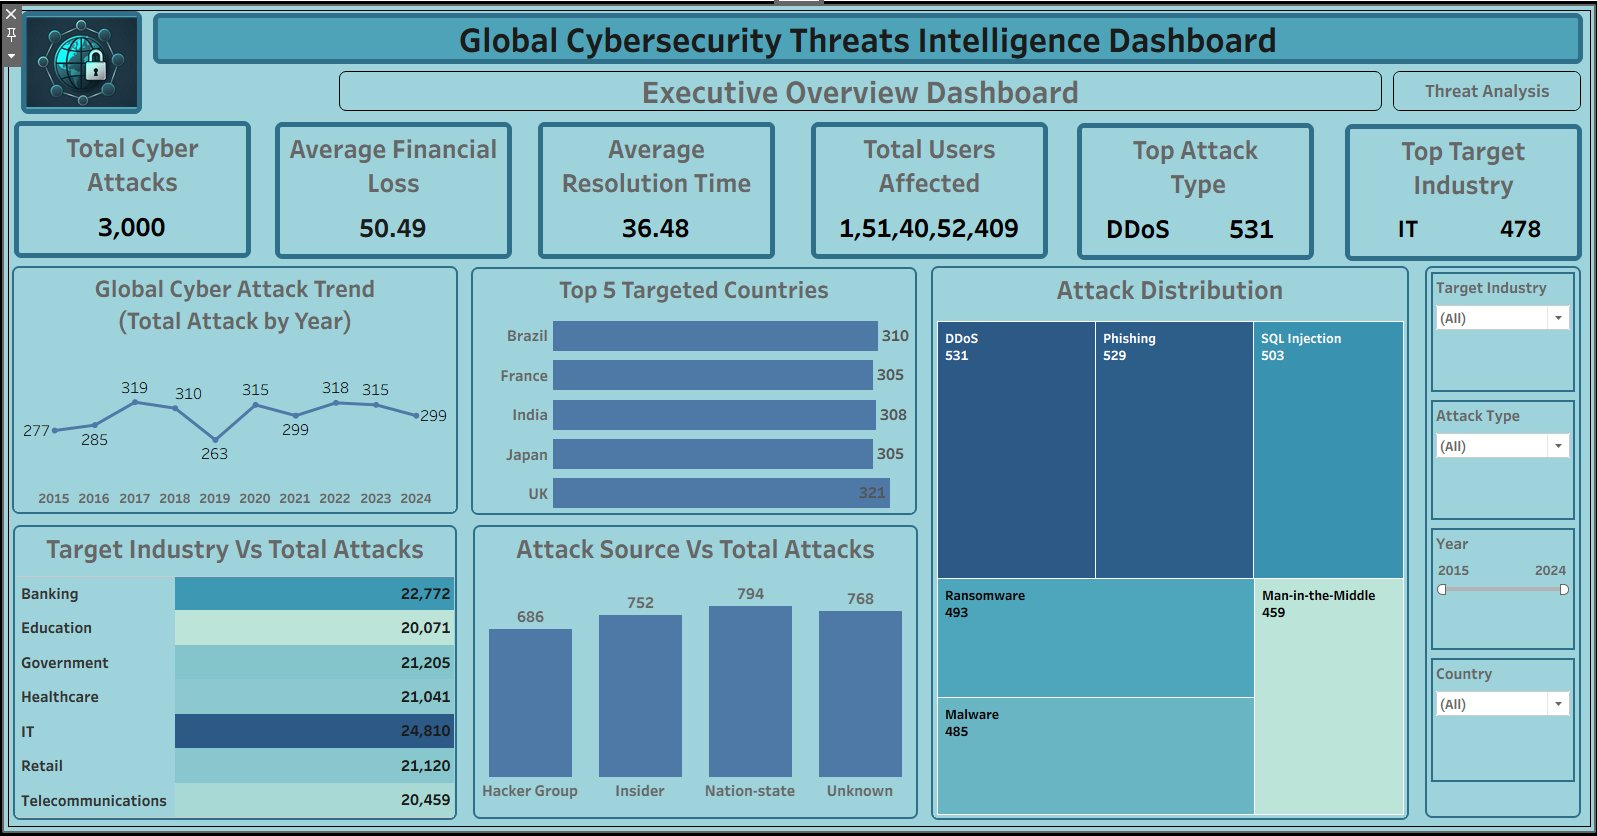 Global Cybersecurity Threats Intelligence Dashboard
Executive Overview Dashboard
Threat Analysis
Total Cyber
Attacks
3,000
Average Financial
Loss
50.49
Average
Resolution Time
36.48
Total Users
Affected
1,51,40,52,409
Top Attack
Type
DDoS 531
Top Target
Industry
IT 478
Global Cyber Attack Trend
(Total Attack by Year)
277
285
319
310
263
315
299
318
315
299
2015 2016 2017 2018 2019 2020 2021 2022 2023 2024
Top 5 Targeted Countries
Brazil 310
France 305
India 308
Japan 305
UK 321
Attack Distribution
DDoS
531
Phishing
529
SQL Injection
503
Ransomware
493
Man-in-the-Middle
459
Malware
485
Target Industry
(All)
Attack Type
(All)
Year
2015 2024
Country
(All)
Target Industry Vs Total Attacks
Banking 22,772
Education 20,071
Government 21,205
Healthcare 21,041
IT 24,810
Retail 21,120
Telecommunications 20,459
Attack Source Vs Total Attacks
686
752
794
768
Hacker Group Insider Nation-state Unknown